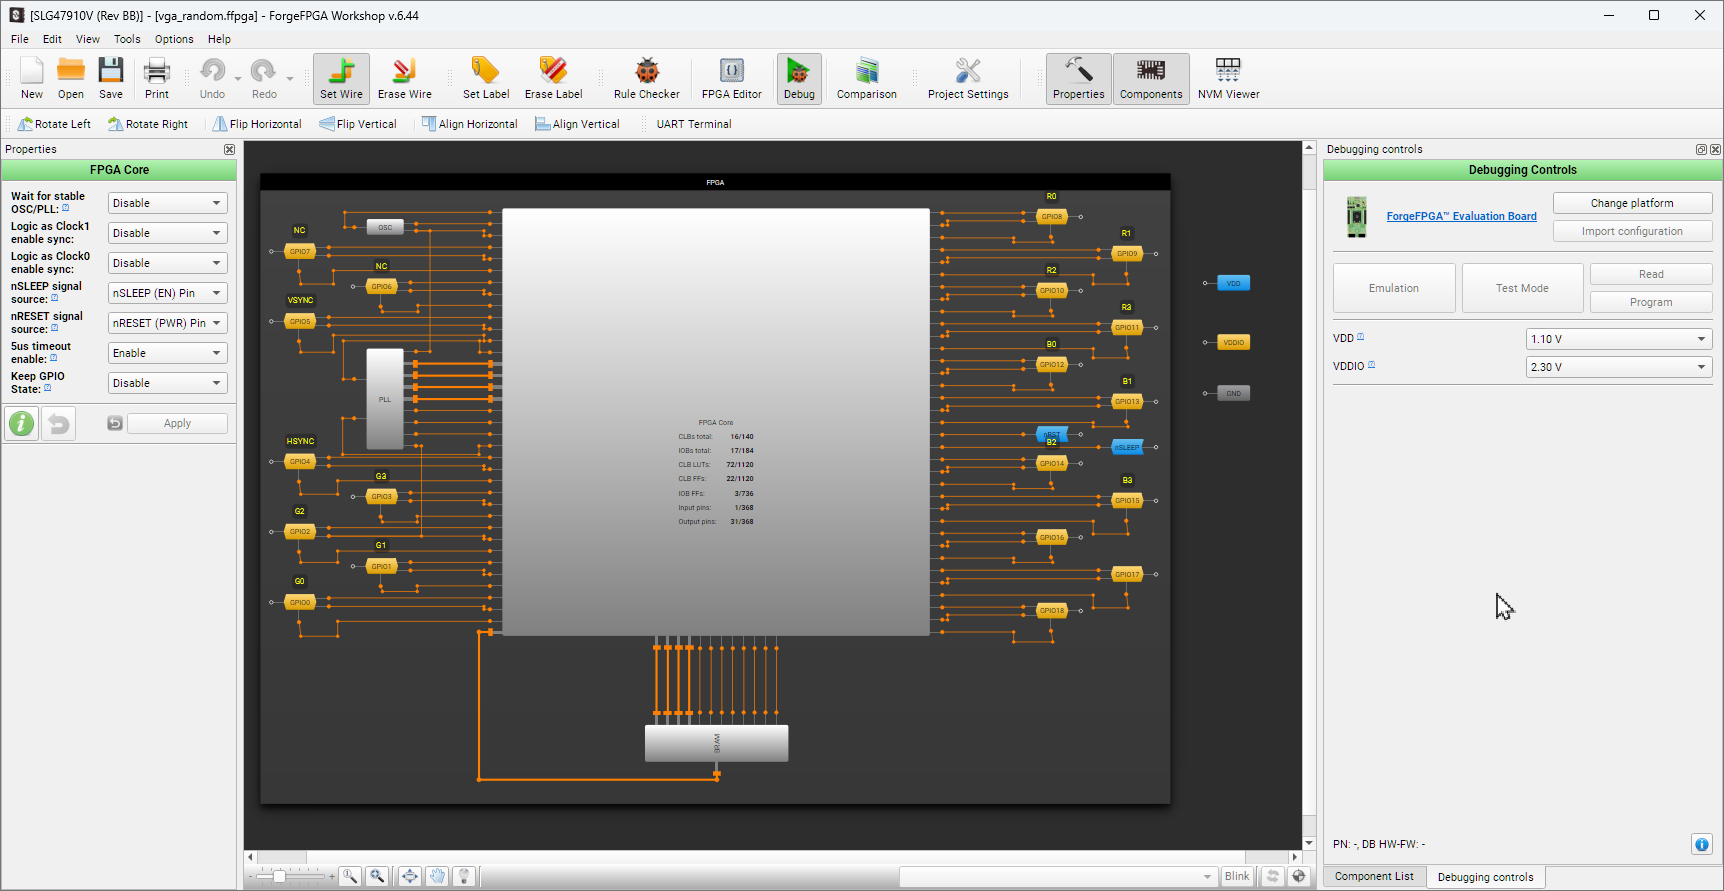 [SLG47910V (Rev BB)] - [vga_random.ffpga] - ForgeFPGA Workshop v.6.44
File Edit View Tools Options Help
New Open Save Print Undo Redo Set Wire Erase Wire Set Label Erase Label Rule Checker FPGA Editor Debug Comparison Project Settings Properties Components NVM Viewer
Rotate Left Rotate Right Flip Horizontal Flip Vertical Align Horizontal Align Vertical UART Terminal
Properties
FPGA Core
Wait for stable OSC/PLL: [?] Disable
Logic as Clock1 enable sync: Disable
Logic as Clock0 enable sync: Disable
nSLEEP signal source: [?] nSLEEP (EN) Pin
nRESET signal source: [?] nRESET (PWR) Pin
5us timeout enable: [?] Enable
Keep GPIO State: [?] Disable
Apply
FPGA
OSC
NC
GPIO7
NC
GPIO6
VSYNC
GPIO5
PLL
HSYNC
GPIO4
G3
GPIO3
G2
GPIO2
G1
GPIO1
G0
GPIO0
FPGA Core
CLBs total: 16/140
IOBs total: 17/184
CLB LUTs: 72/1120
CLB FFs: 22/1120
IOB FFs: 3/736
Input pins: 1/368
Output pins: 31/368
BRAM
R0
GPIO8
R1
GPIO9
R2
GPIO10
R3
GPIO11
B0
GPIO12
B1
GPIO13
nRST
B2
nSLEEP
GPIO14
B3
GPIO15
GPIO16
GPIO17
GPIO18
VDD
VDDIO
GND
Blink
Debugging controls
Debugging Controls
ForgeFPGA™ Evaluation Board
Change platform
Import configuration
Emulation
Test Mode
Read
Program
VDD [?] 1.10 V
VDDIO [?] 2.30 V
PN: -, DB HW-FW: -
Component List Debugging controls